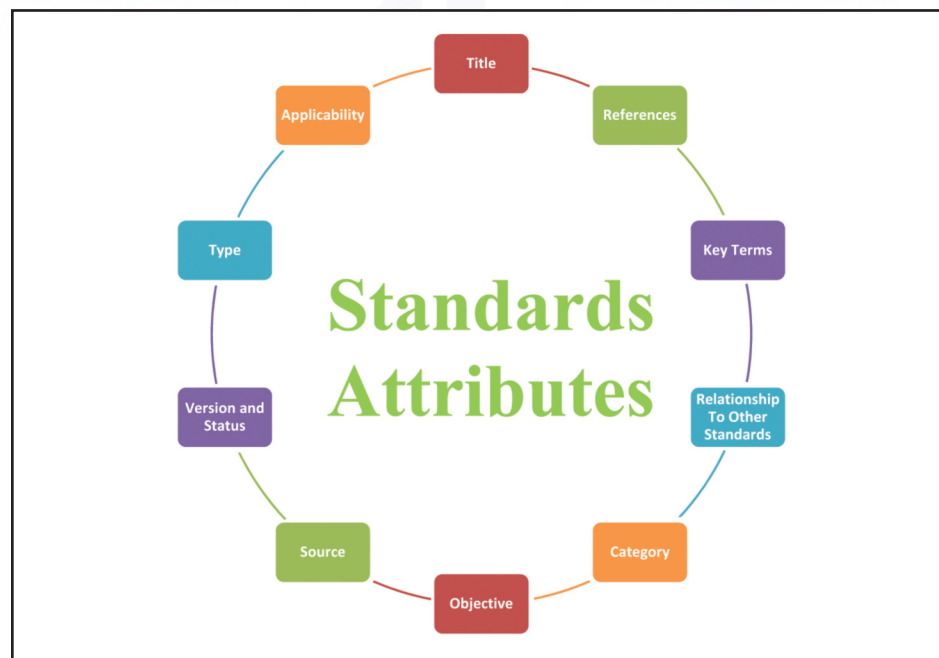 Title
References
Key Terms
Relationship
To Other
Standards
Category
Objective
Source
Version and
Status
Type
Applicability
Standards
Attributes